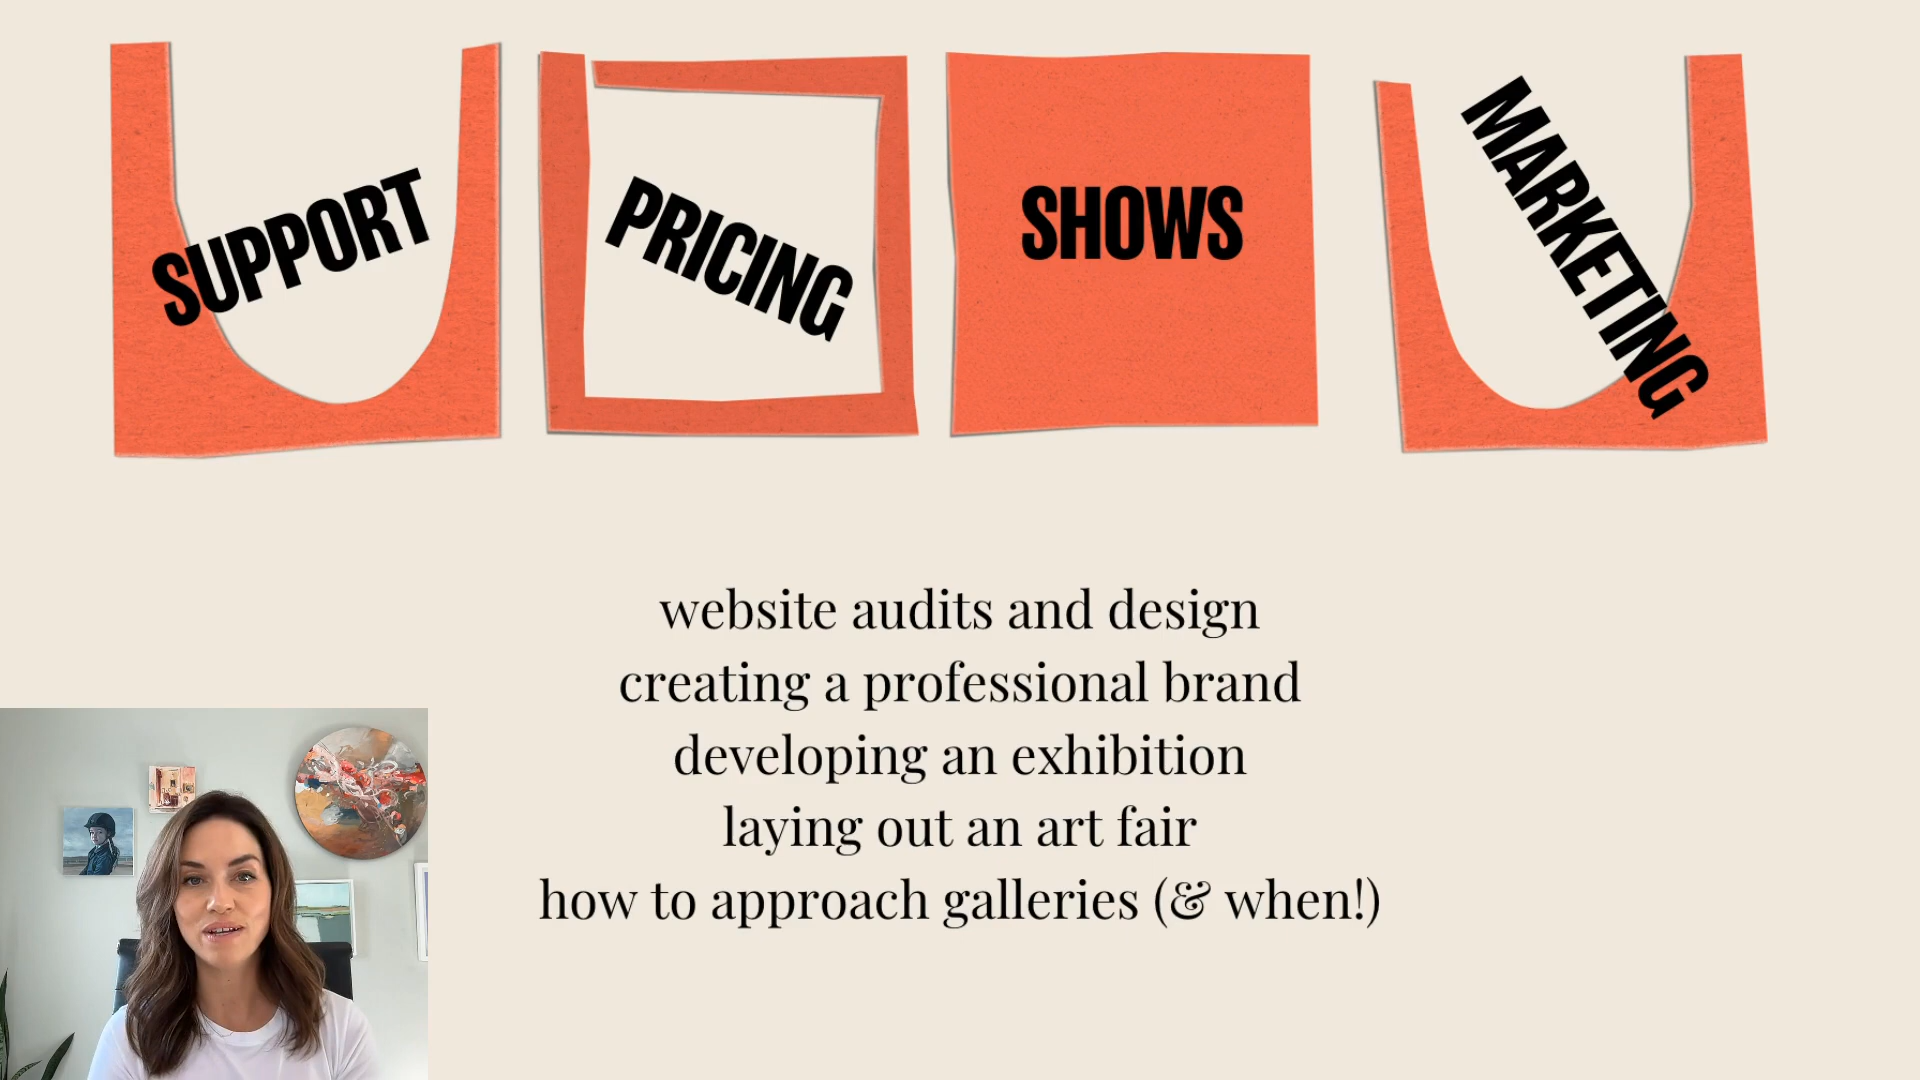 SUPPORT
PRICING
SHOWS
MARKETING
website audits and design
creating a professional brand
developing an exhibition
laying out an art fair
how to approach galleries (& when!)